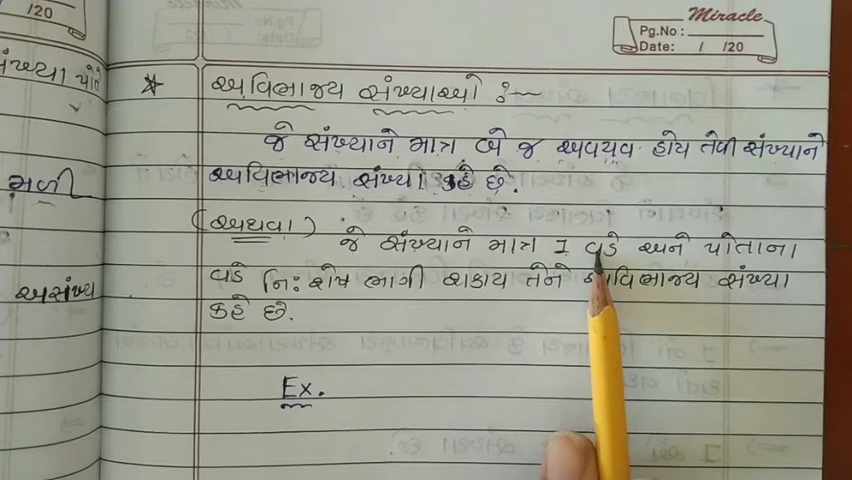 /20
Miracle
Pg.No :
Date: / /20
સંખ્યા પોતે
* અવિભાજ્ય સંખ્યાઓ :~
જે સંખ્યાને માત્ર બે જ અવયવ હોય તેવી સંખ્યાને
અવિભાજ્ય સંખ્યા કહે છે.
મળી
(અથવા) જે સંખ્યાને માત્ર 1 વડે અને પોતાના
વડે નિ: શેષ ભાગી શકાય તેને અવિભાજ્ય સંખ્યા
અસંખ્ય
કહે છે.
Ex.